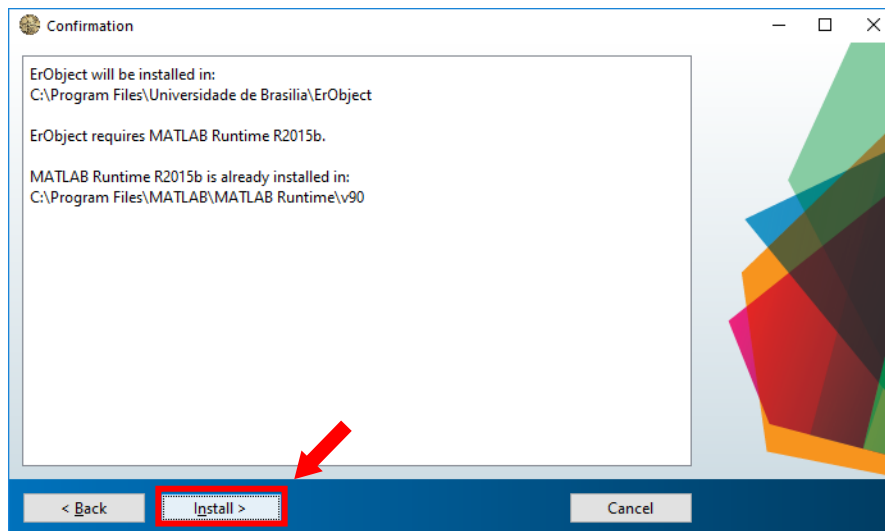 Confirmation
ErObject will be installed in:
C:\Program Files\Universidade de Brasilia\ErObject
ErObject requires MATLAB Runtime R2015b.
MATLAB Runtime R2015b is already installed in:
C:\Program Files\MATLAB\MATLAB Runtime\v90
< Back
Install >
Cancel